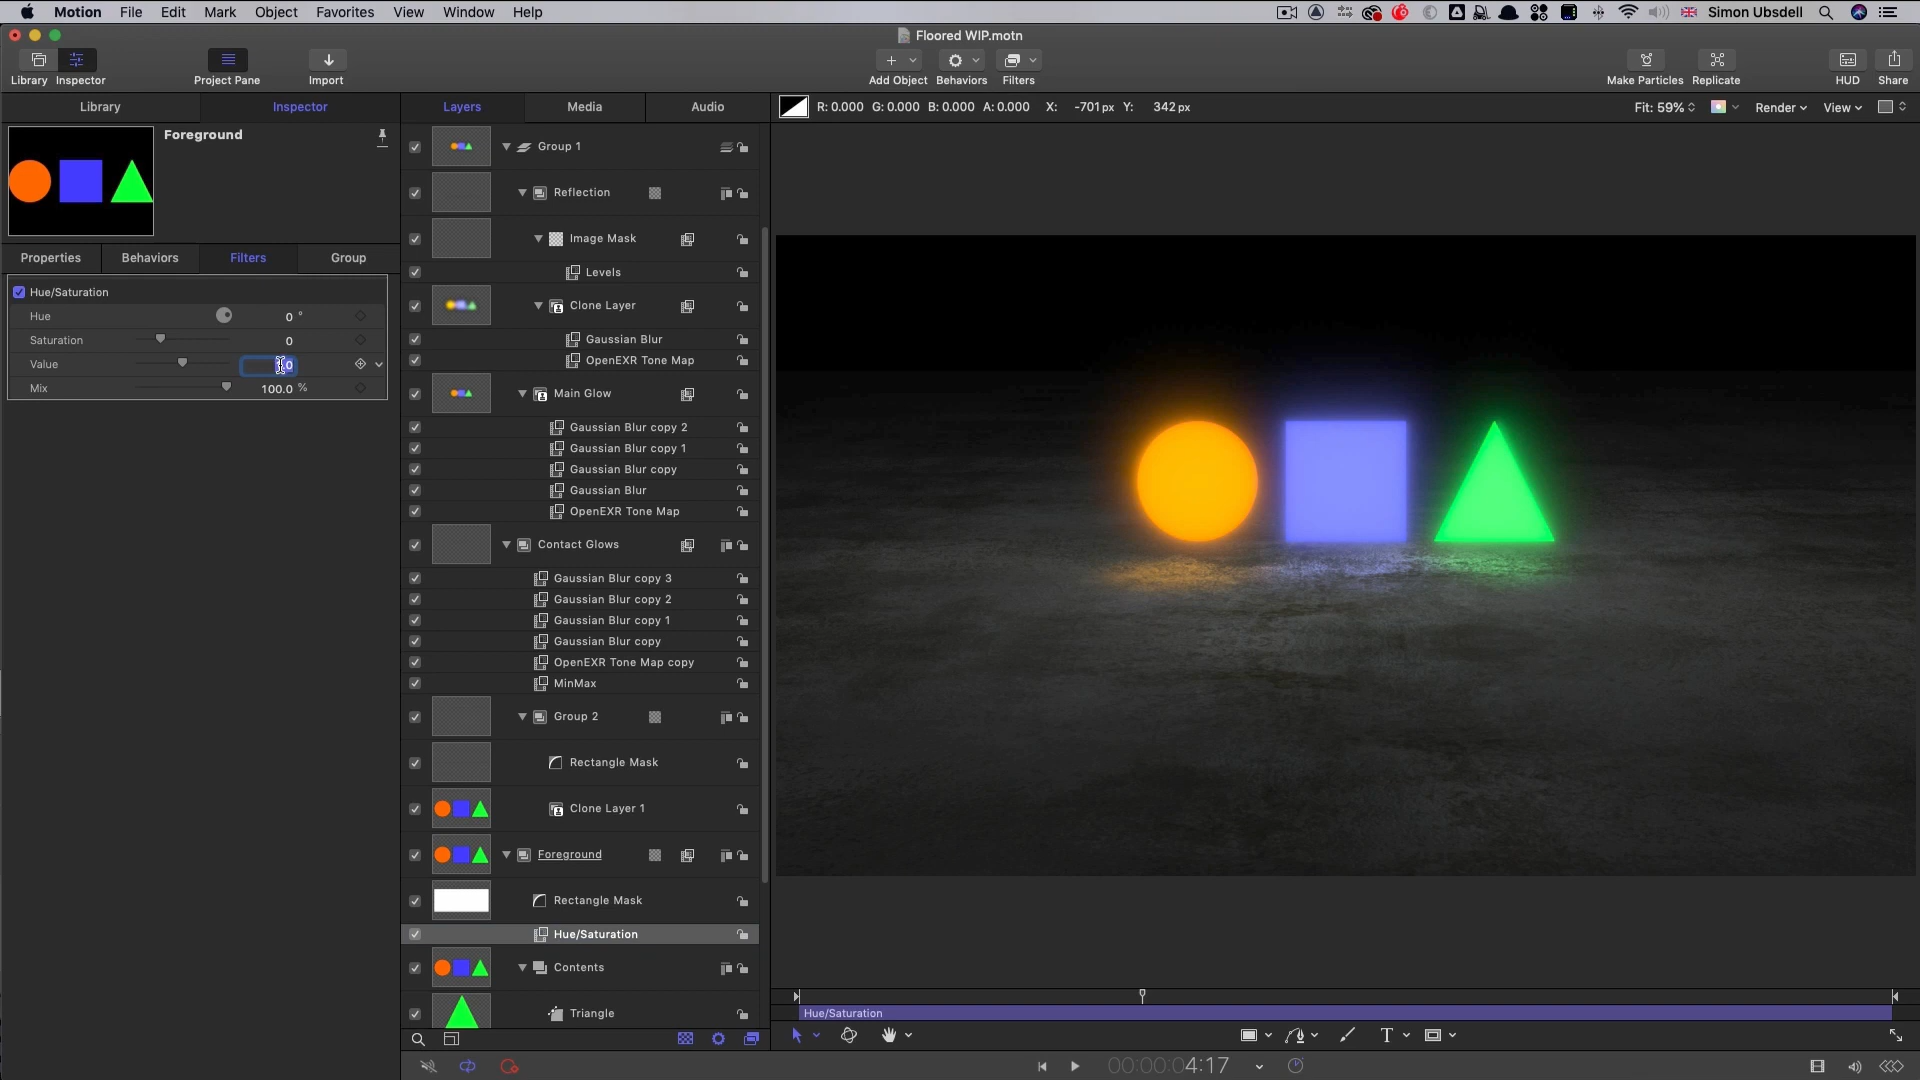 Motion File Edit Mark Object Favorites View Window Help Simon Ubsdell
Floored WIP.motn
Library Inspector Project Pane Import Add Object Behaviors Filters Make Particles Replicate HUD Share
Library Inspector Layers Media Audio R: 0.000 G: 0.000 B: 0.000 A: 0.000 X: -701 px Y: 342 px Fit: 59% Render View
Foreground
Properties Behaviors Filters Group
Hue/Saturation
Hue 0 °
Saturation 0
Value
Mix 100.0 %
Group 1
Reflection
Image Mask
Levels
Clone Layer
Gaussian Blur
OpenEXR Tone Map
Main Glow
Gaussian Blur copy 2
Gaussian Blur copy 1
Gaussian Blur copy
Gaussian Blur
OpenEXR Tone Map
Contact Glows
Gaussian Blur copy 3
Gaussian Blur copy 2
Gaussian Blur copy 1
Gaussian Blur copy
OpenEXR Tone Map copy
MinMax
Group 2
Rectangle Mask
Clone Layer 1
Foreground
Rectangle Mask
Hue/Saturation
Contents
Triangle
Hue/Saturation
T
00:00:04:17